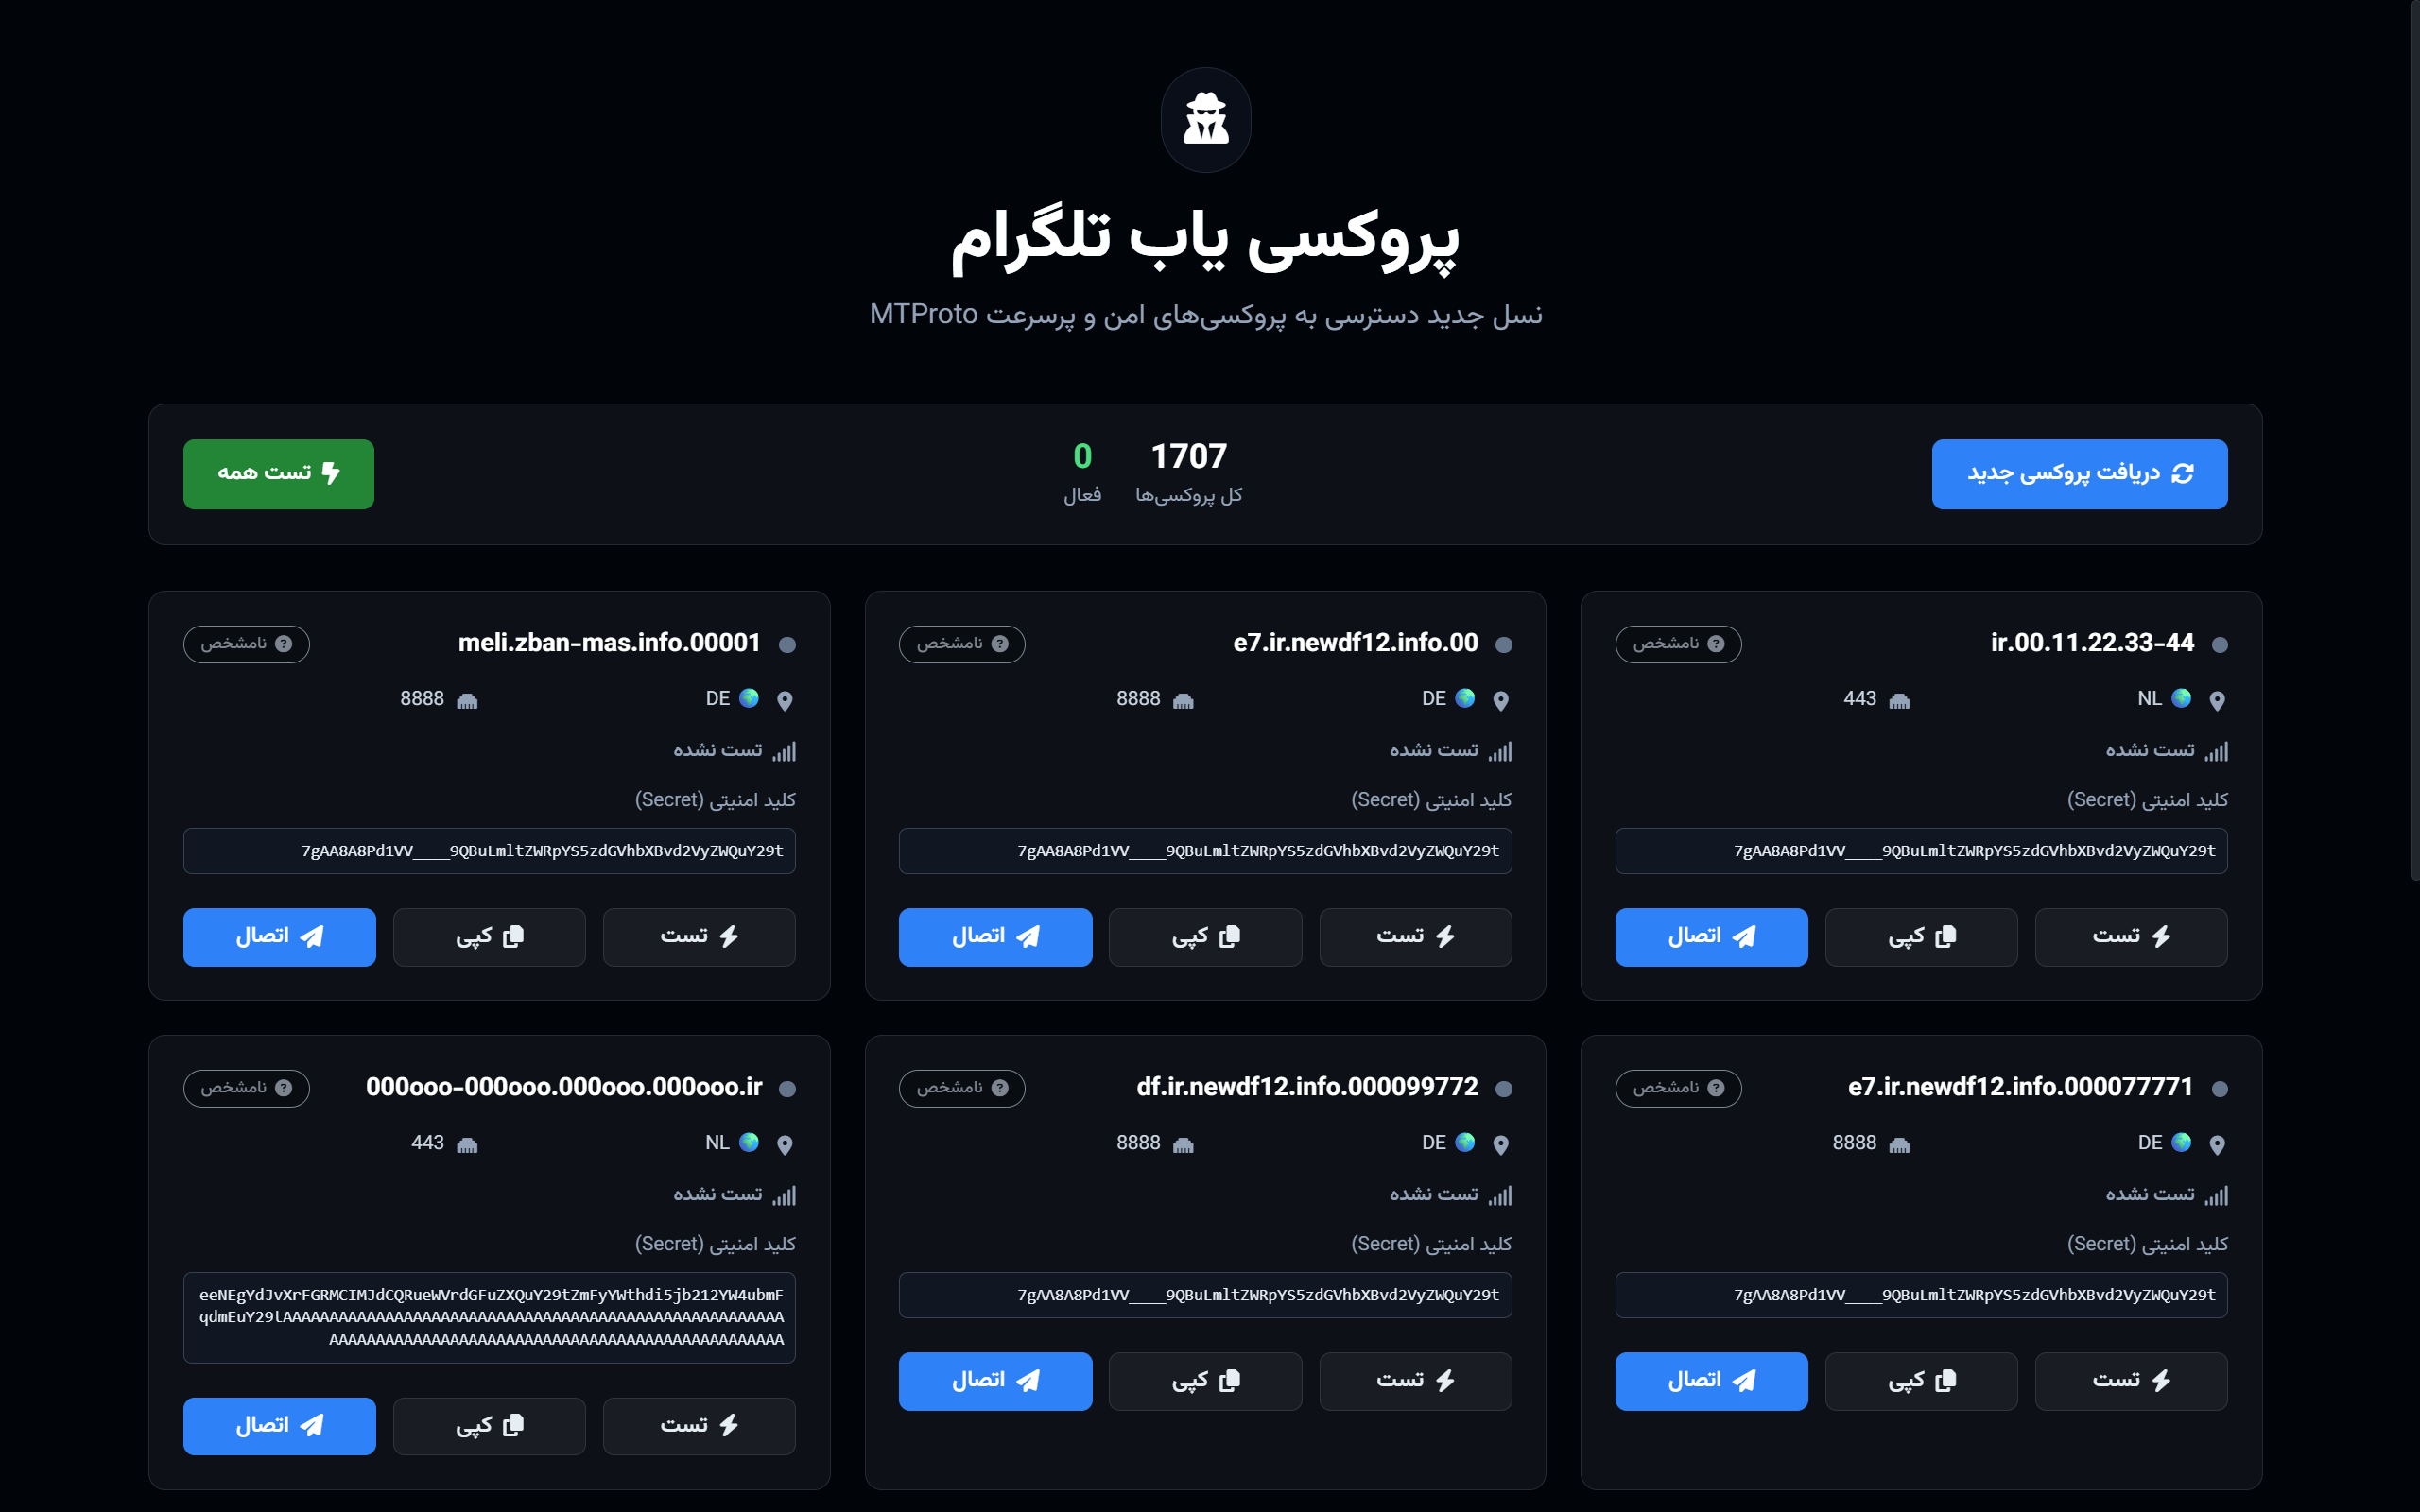 پروکسی یاب تلگرام
نسل جدید دسترسی به پروکسی‌های امن و پرسرعت MTProto
دریافت پروکسی جدید
1707
کل پروکسی‌ها
0
فعال
تست همه
ir.00.11.22.33-44
نامشخص
NL
443
تست نشده
کلید امنیتی (Secret)
7gAA8A8Pd1VV____9QBuLmltZWRpYS5zdGVhbXBvd2VyZWQuY29t
تست
کپی
اتصال
e7.ir.newdf12.info.00
نامشخص
DE
8888
تست نشده
کلید امنیتی (Secret)
7gAA8A8Pd1VV____9QBuLmltZWRpYS5zdGVhbXBvd2VyZWQuY29t
تست
کپی
اتصال
meli.zban-mas.info.00001
نامشخص
DE
8888
تست نشده
کلید امنیتی (Secret)
7gAA8A8Pd1VV____9QBuLmltZWRpYS5zdGVhbXBvd2VyZWQuY29t
تست
کپی
اتصال
e7.ir.newdf12.info.000077771
نامشخص
DE
8888
تست نشده
کلید امنیتی (Secret)
7gAA8A8Pd1VV____9QBuLmltZWRpYS5zdGVhbXBvd2VyZWQuY29t
تست
کپی
اتصال
df.ir.newdf12.info.000099772
نامشخص
DE
8888
تست نشده
کلید امنیتی (Secret)
7gAA8A8Pd1VV____9QBuLmltZWRpYS5zdGVhbXBvd2VyZWQuY29t
تست
کپی
اتصال
000ooo-000ooo.000ooo.000ooo.ir
نامشخص
NL
443
تست نشده
کلید امنیتی (Secret)
eeNEgYdJvXrFGRMCIMJdCQRueWVrdGFuZXQuY29tZmFyYWthdi5jb212YW4ubmF
qdmEuY29tAAAAAAAAAAAAAAAAAAAAAAAAAAAAAAAAAAAAAAAAAAAAAAAAAAAAAA
AAAAAAAAAAAAAAAAAAAAAAAAAAAAAAAAAAAAAAAAAAAAAAAAA
تست
کپی
اتصال